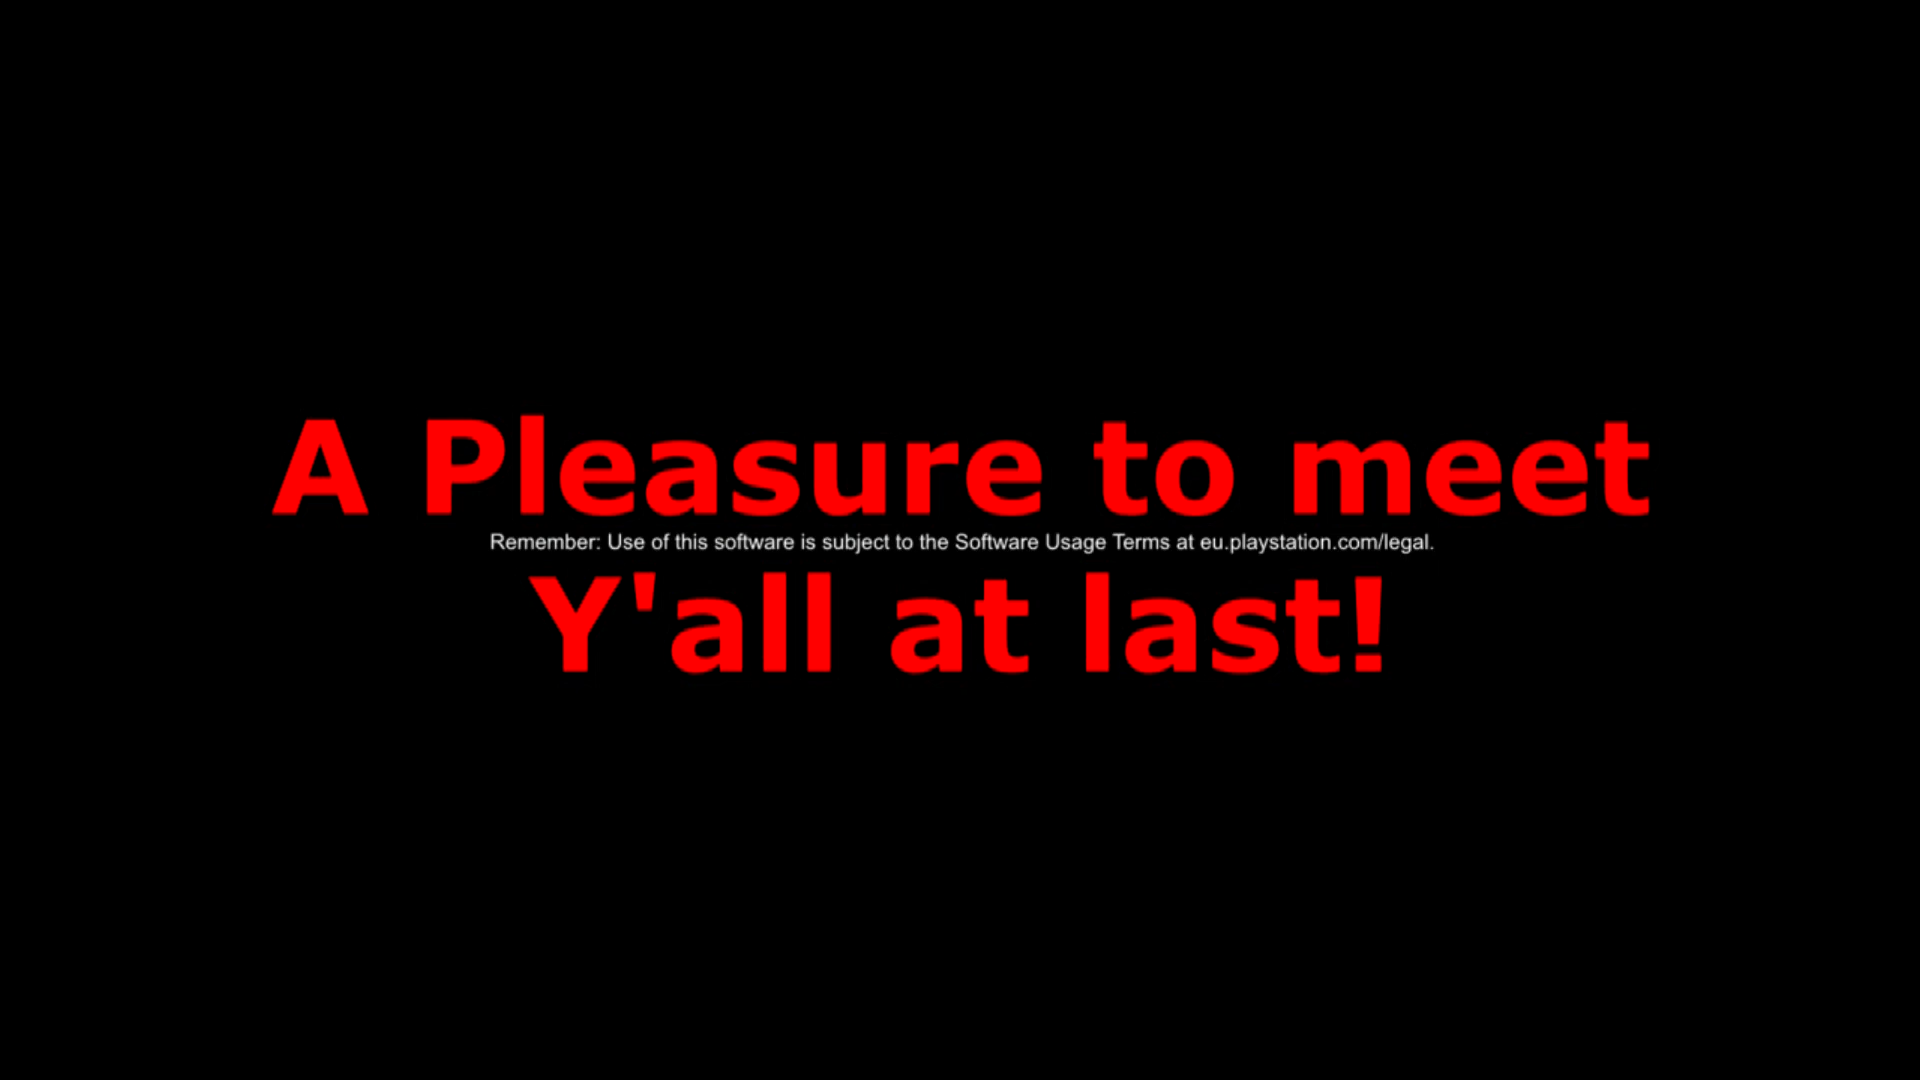 A Pleasure to meet
Remember: Use of this software is subject to the Software Usage Terms at eu.playstation.com/legal.
Y'all at last!